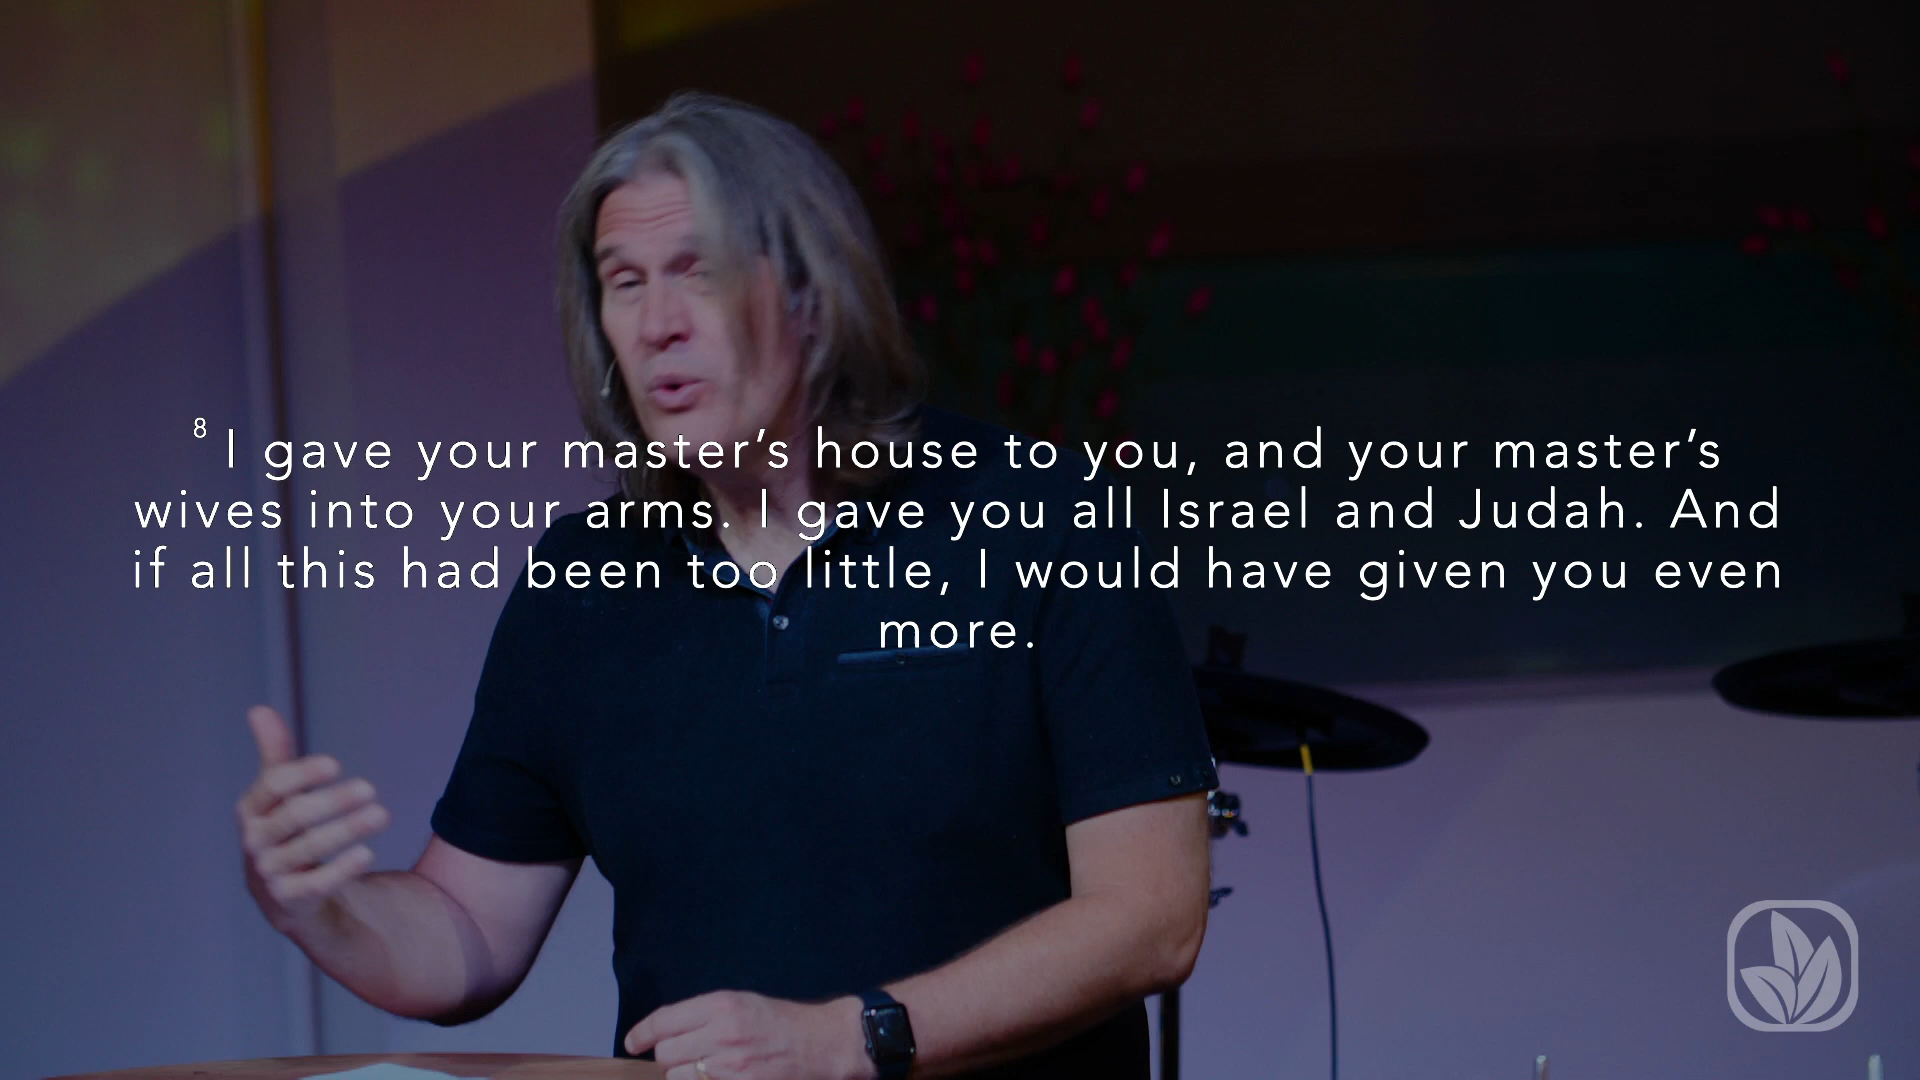 8 I gave your master’s house to you, and your master’s
wives into your arms. I gave you all Israel and Judah. And
if all this had been too little, I would have given you even
more.